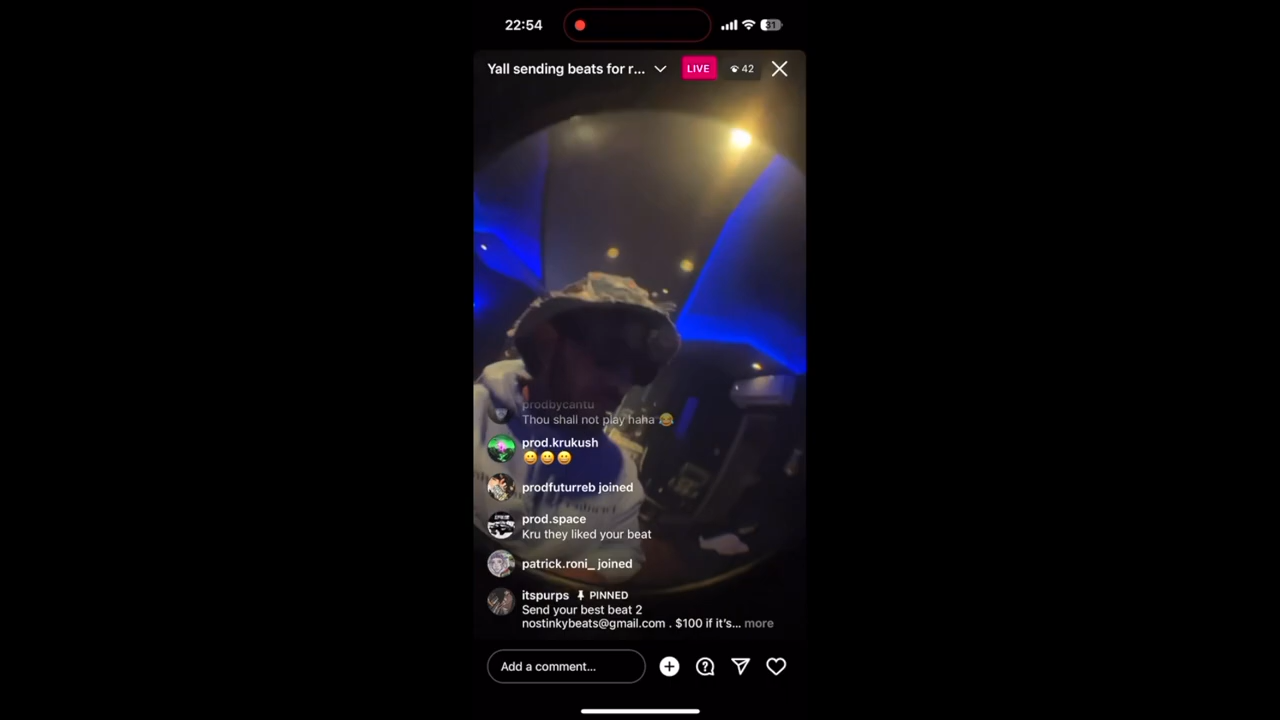 22:54
31
Yall sending beats for r...
LIVE
42
prodbycantu
Thou shall not play haha 😂
prod.krukush
😀😀😀
prodfuturreb joined
prod.space
Kru they liked your beat
patrick.roni_ joined
itspurps PINNED
Send your best beat 2
nostinkybeats@gmail.com . $100 if it's... more
Add a comment...